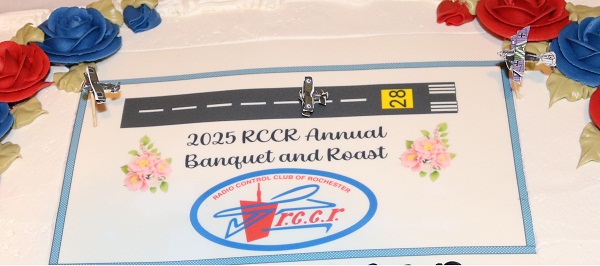 28
2025 RCCR Annual
Banquet and Roast
RADIO CONTROL CLUB OF ROCHESTER
r.c.c.r.